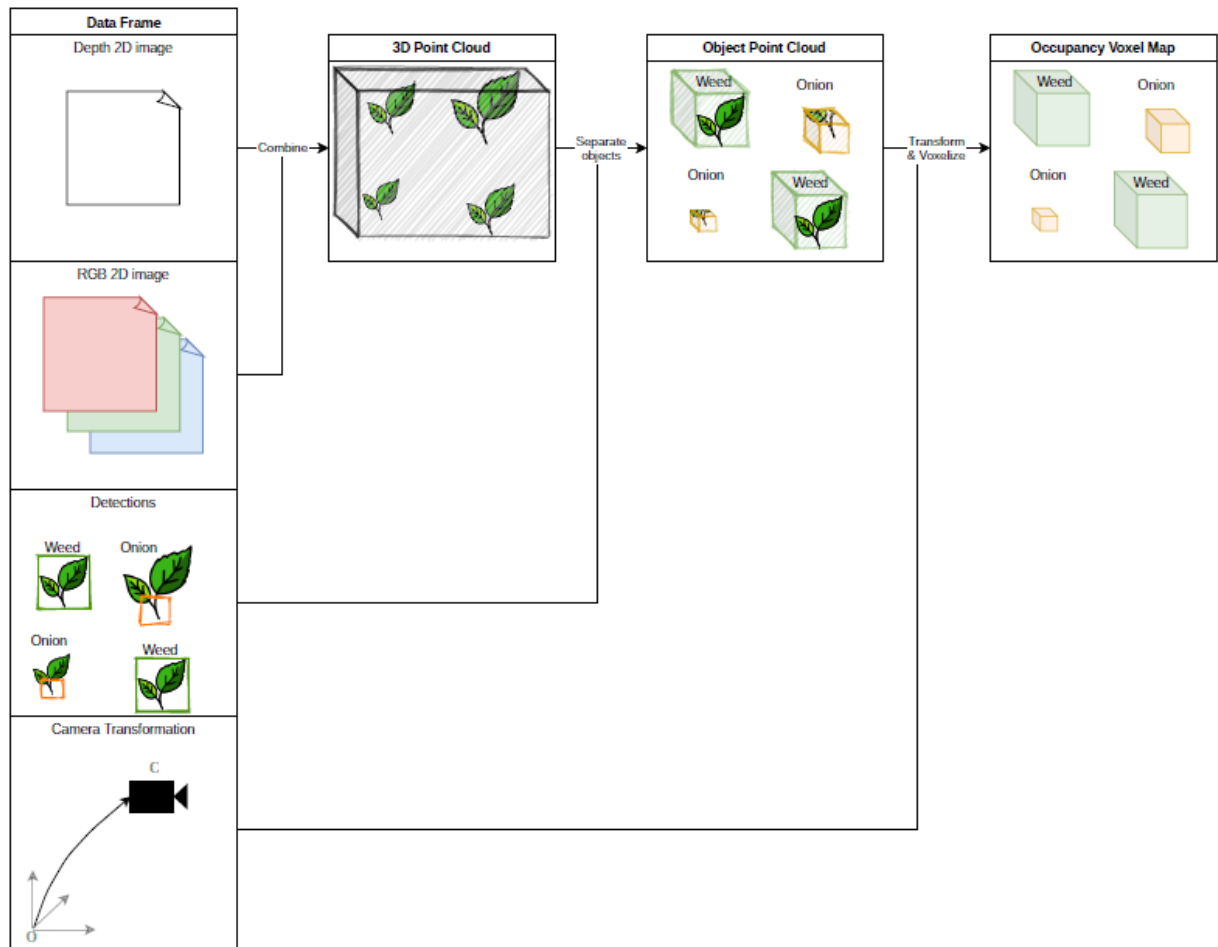 Data Frame
Depth 2D image
RGB 2D image
Detections
Weed
Onion
Onion
Weed
Camera Transformation
C
O
Combine
3D Point Cloud
Separate
objects
Object Point Cloud
Weed
Onion
Onion
Weed
Transform
& Voxelize
Occupancy Voxel Map
Weed
Onion
Onion
Weed